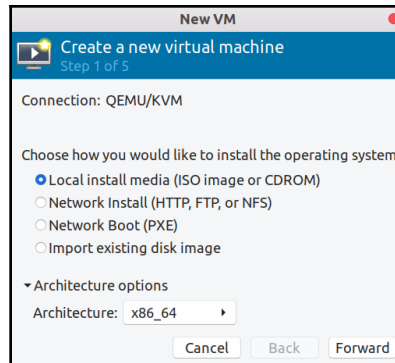 New VM
Create a new virtual machine
Step 1 of 5
Connection: QEMU/KVM
Choose how you would like to install the operating system
Local install media (ISO image or CDROM)
Network Install (HTTP, FTP, or NFS)
Network Boot (PXE)
Import existing disk image
Architecture options
Architecture: x86_64
Cancel Back Forward